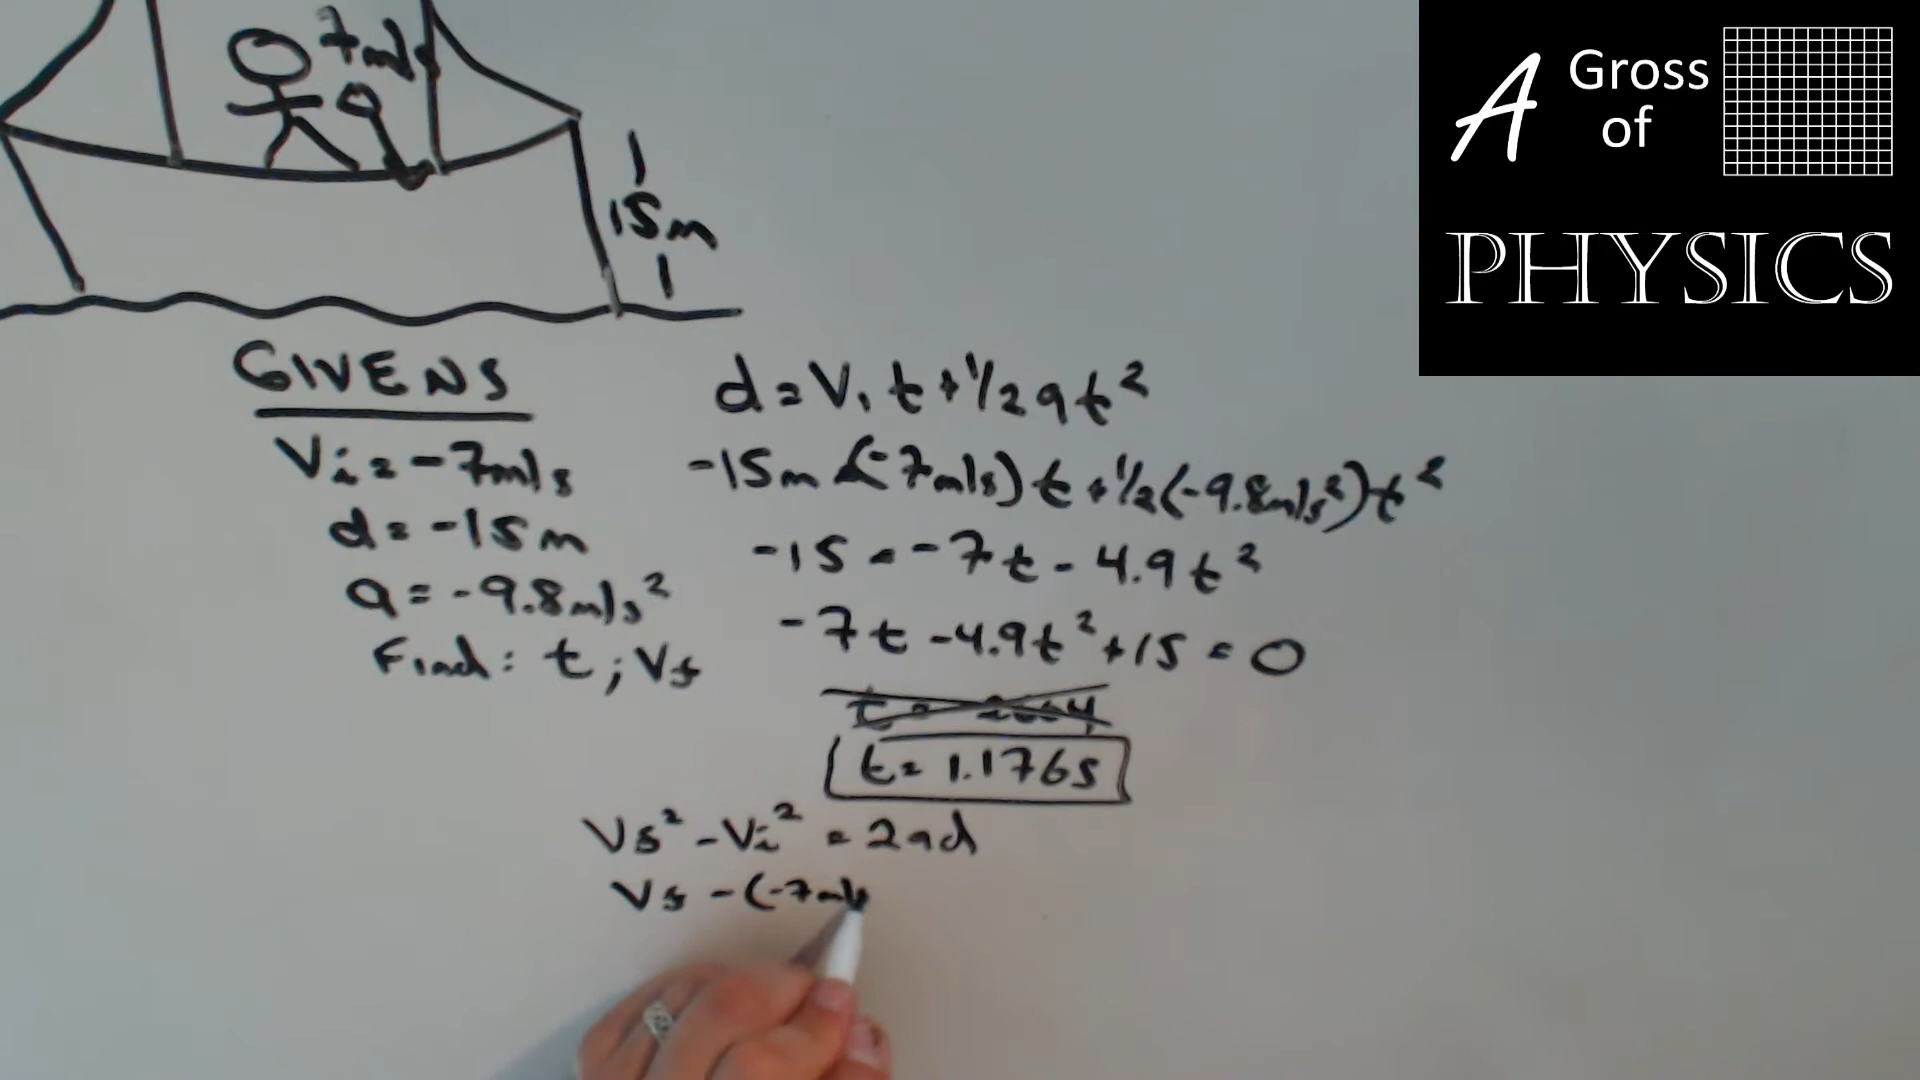 7m/s
15m
A Gross of
PHYSICS
GIVENS
Vi = -7m/s
d = -15m
a = -9.8m/s²
Find: t; Vf
d = Vit + 1/2at²
-15m = (-7m/s)t + 1/2(-9.8m/s²)t²
-15 = -7t - 4.9t²
-7t - 4.9t² + 15 = 0
t = 1.176s
Vf² - Vi² = 2ad
Vf - (-7m/s